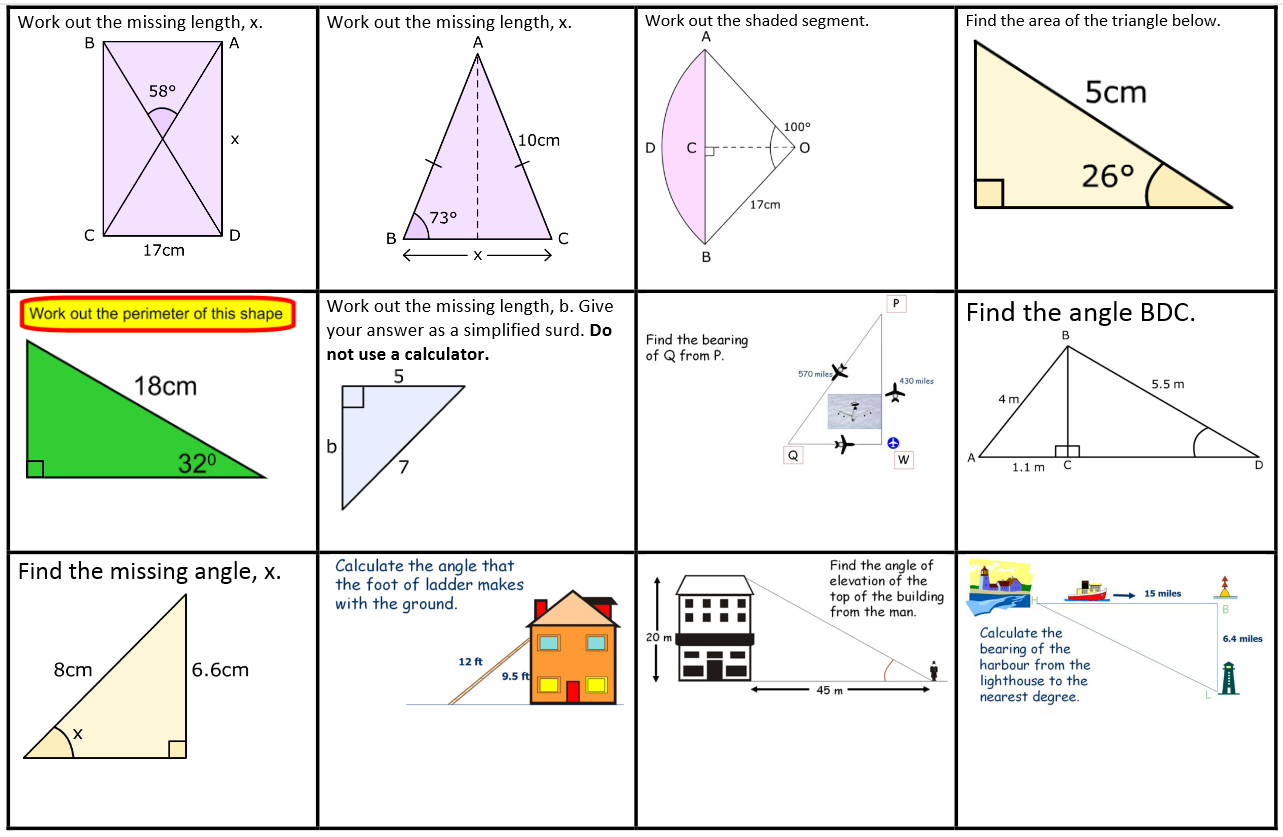 Work out the missing length, x.
B
A
58°
x
C
D
17cm
Work out the missing length, x.
A
10cm
73°
B
C
x
Work out the shaded segment.
A
100°
D
C
O
17cm
B
Find the area of the triangle below.
5cm
26°
Work out the perimeter of this shape
18cm
32⁰
Work out the missing length, b. Give
your answer as a simplified surd. Do
not use a calculator.
5
b
7
P
Find the bearing
of Q from P.
570 miles
430 miles
Q
W
Find the angle BDC.
B
4 m
5.5 m
A
1.1 m
C
D
Find the missing angle, x.
8cm
6.6cm
x
Calculate the angle that
the foot of ladder makes
with the ground.
12 ft
9.5 ft
Find the angle of
elevation of the
top of the building
from the man.
20 m
45 m
H
15 miles
B
6.4 miles
Calculate the
bearing of the
harbour from the
lighthouse to the
nearest degree.
L